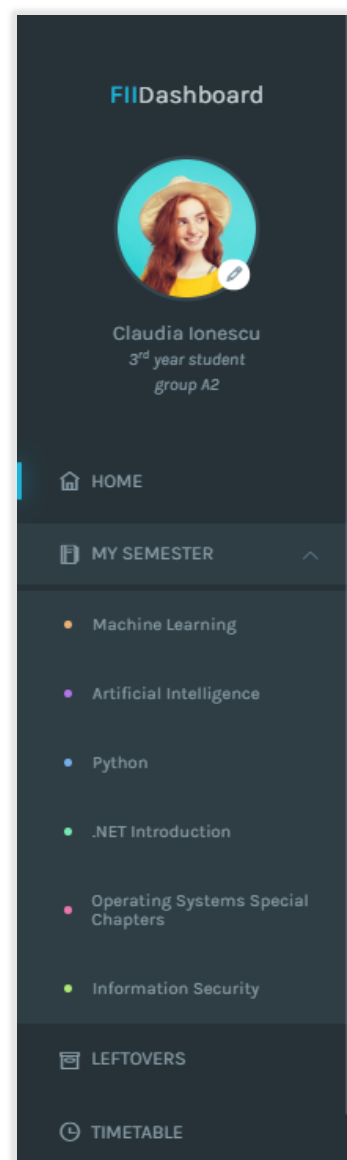 FIIDashboard
Claudia Ionescu
3rd year student
group A2
HOME
MY SEMESTER
Machine Learning
Artificial Intelligence
Python
.NET Introduction
Operating Systems Special
Chapters
Information Security
LEFTOVERS
TIMETABLE